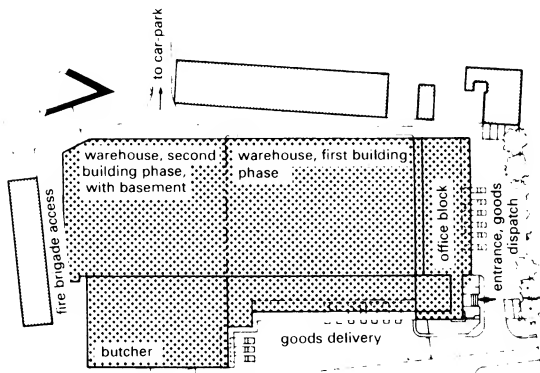 to car-park
warehouse, second
building phase,
with basement
warehouse, first building
phase
fire brigade access
office block
entrance, goods
dispatch
goods delivery
butcher